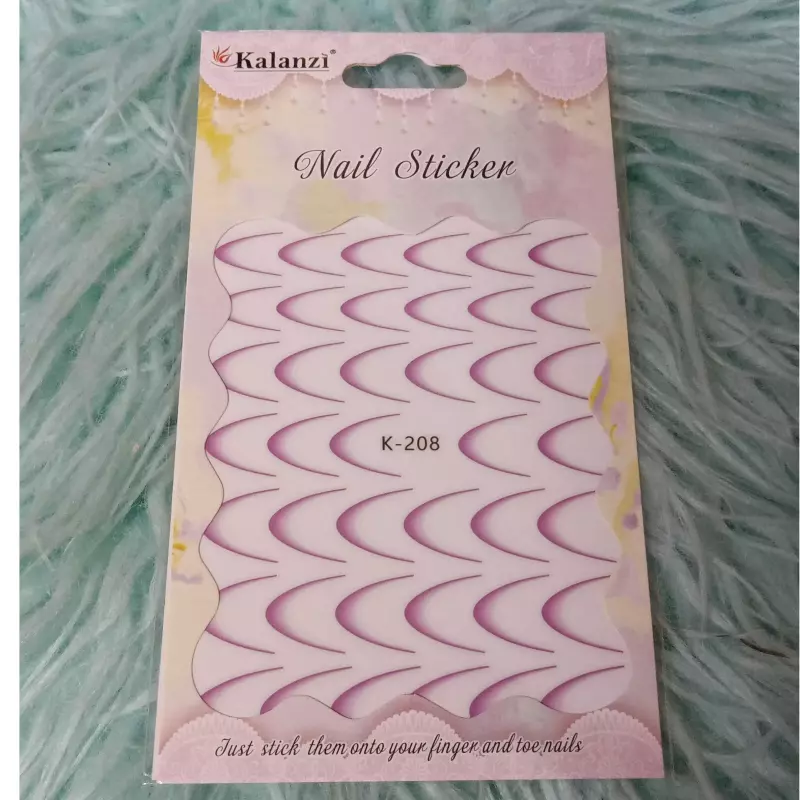 Kalanzi®
Nail Sticker
K-208
Just stick them onto your finger and toe nails